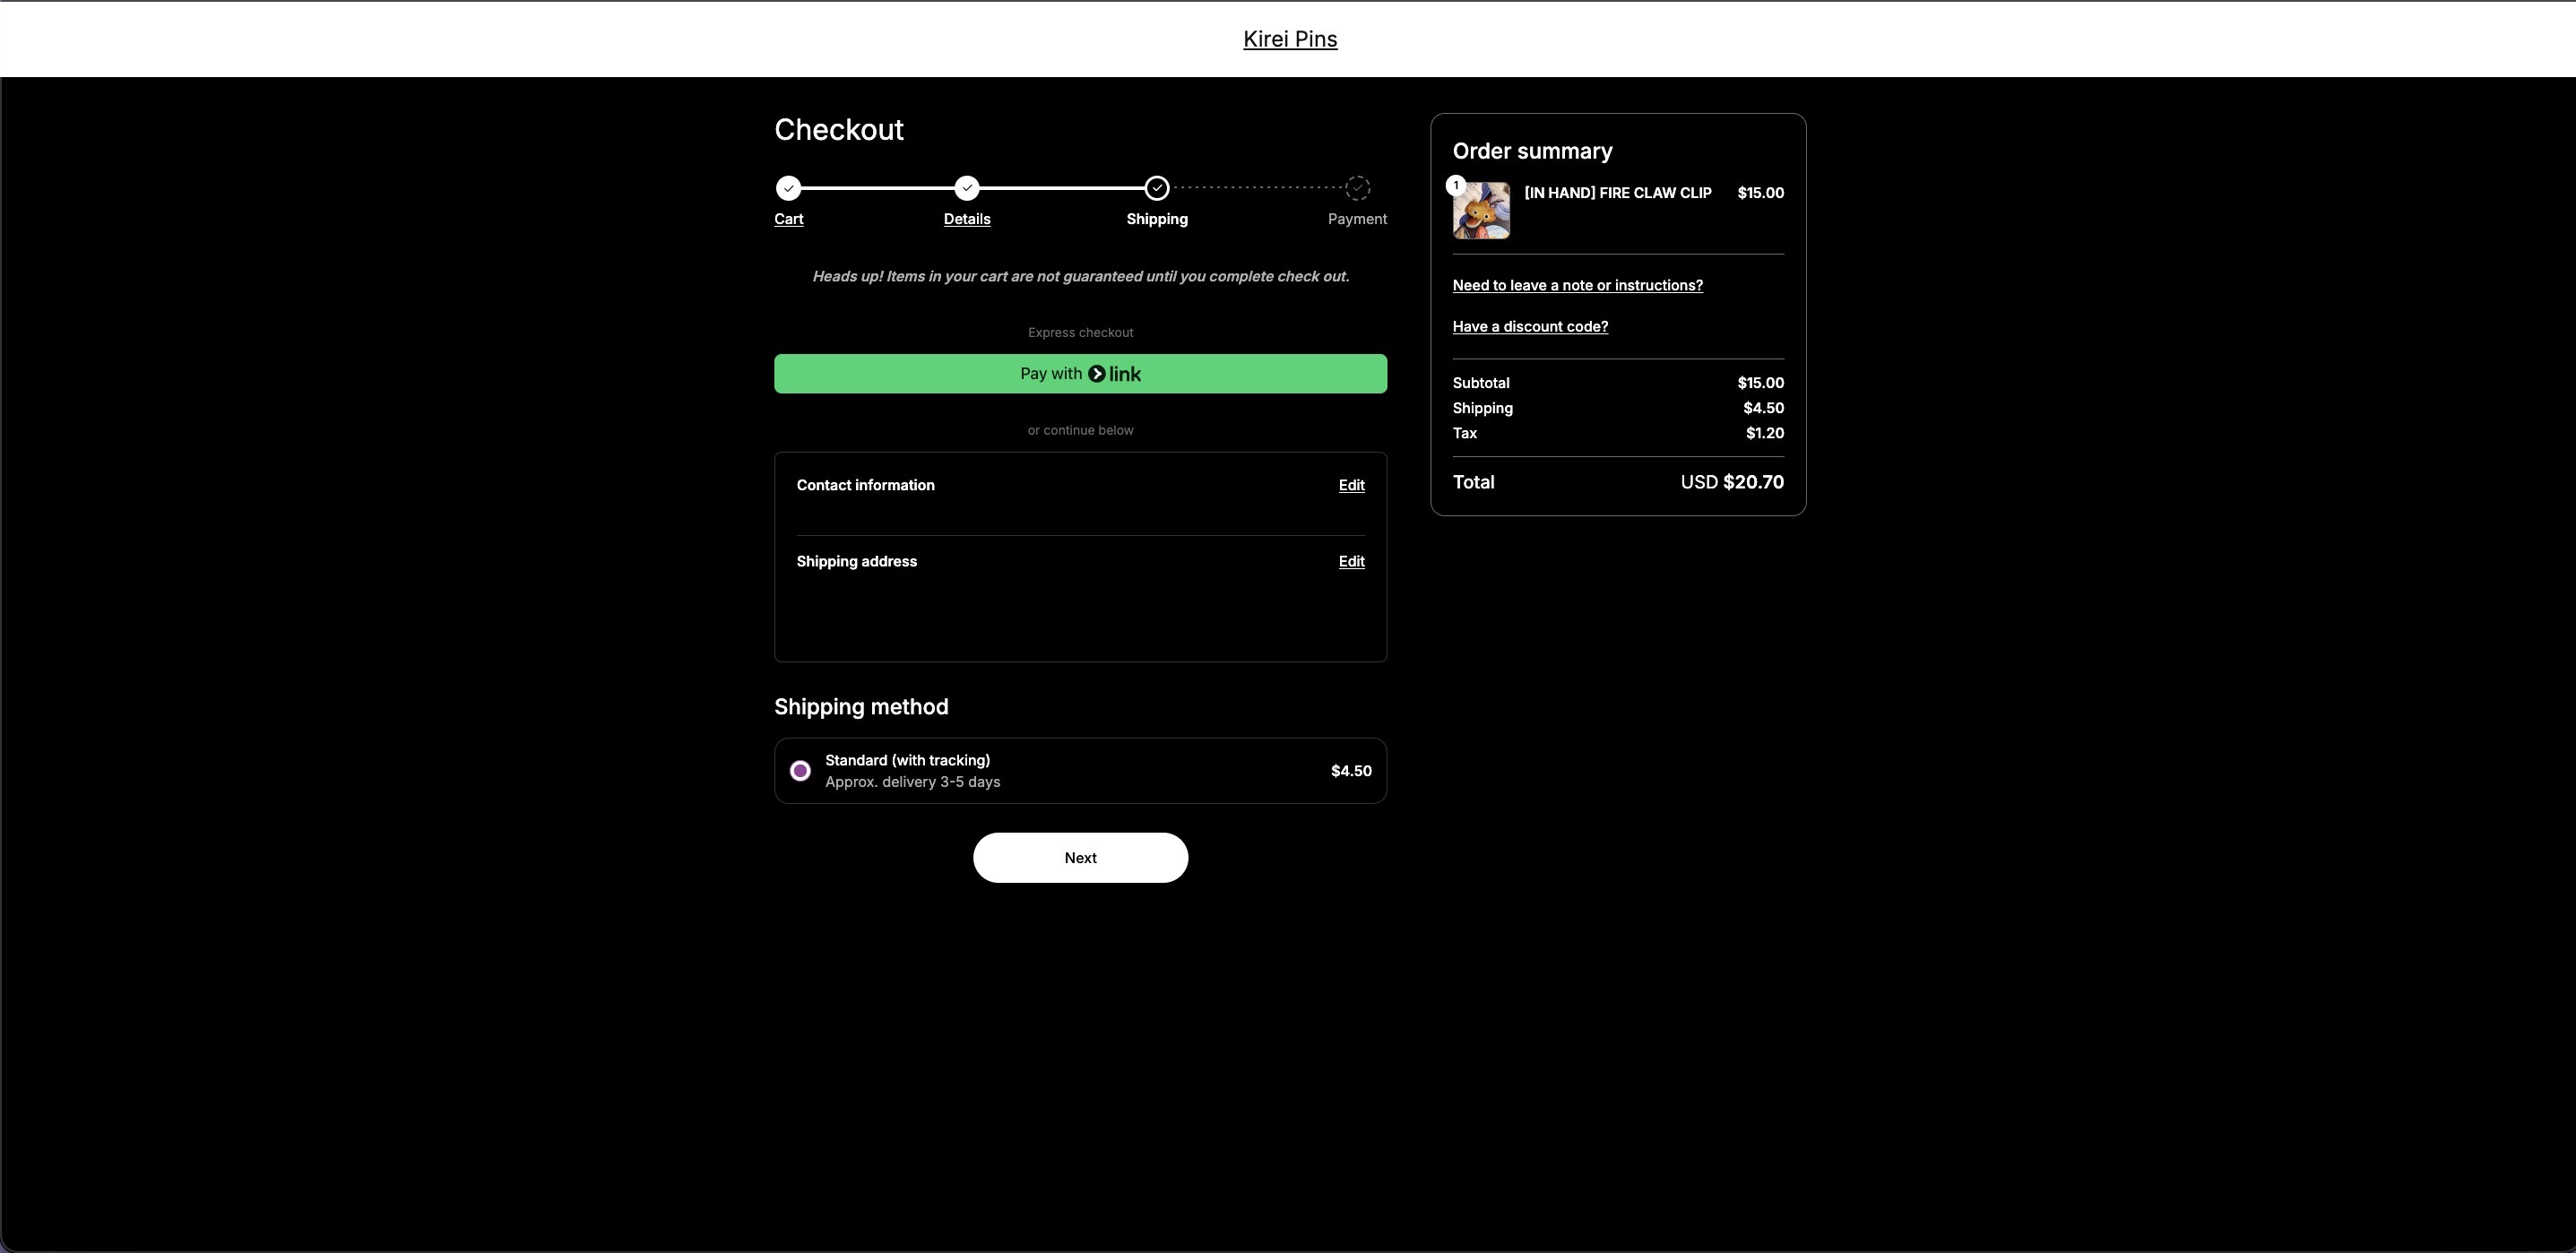 Kirei Pins
Checkout
Cart
Details
Shipping
Payment
Heads up! Items in your cart are not guaranteed until you complete check out.
Express checkout
Pay with link
or continue below
Contact information
Edit
Shipping address
Edit
Shipping method
Standard (with tracking)
Approx. delivery 3-5 days
$4.50
Next
Order summary
1
[IN HAND] FIRE CLAW CLIP $15.00
Need to leave a note or instructions?
Have a discount code?
Subtotal $15.00
Shipping $4.50
Tax $1.20
Total USD $20.70